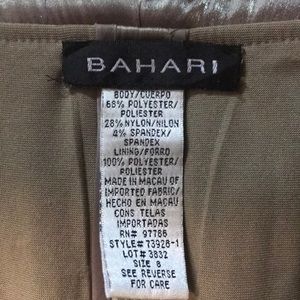 BAHARI
BODY/CUERPO
68% POLYESTER/
POLIESTER
28% NYLON/NILON
4% SPANDEX/
SPANDEX
LINING/FORRO
100% POLYESTER/
POLIESTER
MADE IN MACAU OF
IMPORTED FABRIC/
HECHO EN MACAU
CONS TELAS
IMPORTADAS
RN# 97786
STYLE# 73928-1
LOT# 3832
SIZE 8
SEE REVERSE
FOR CARE